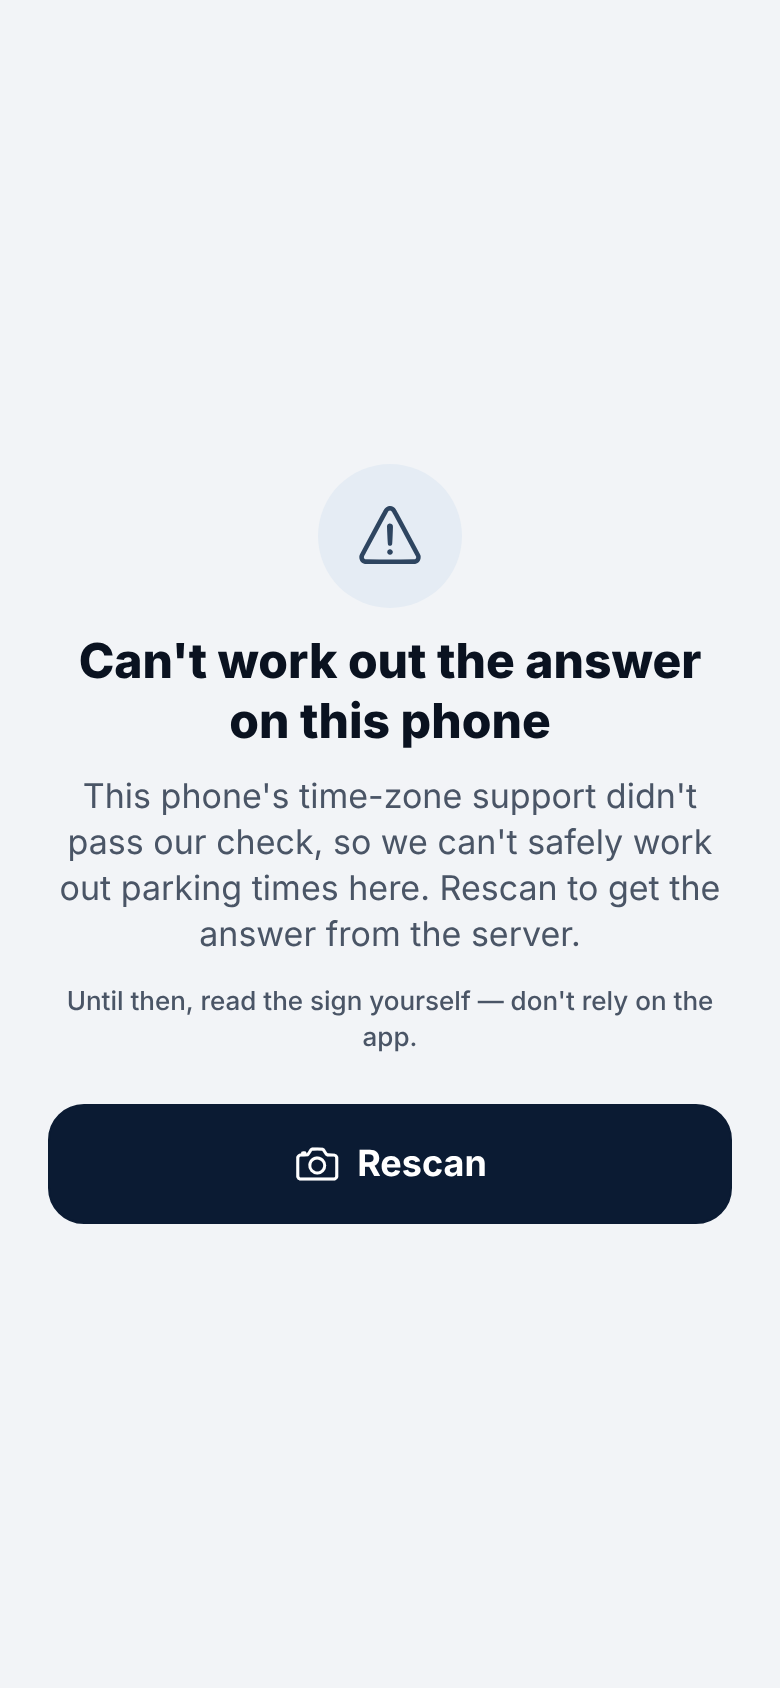 Can't work out the answer
on this phone
This phone's time-zone support didn't
pass our check, so we can't safely work
out parking times here. Rescan to get the
answer from the server.
Until then, read the sign yourself — don't rely on the
app.
Rescan